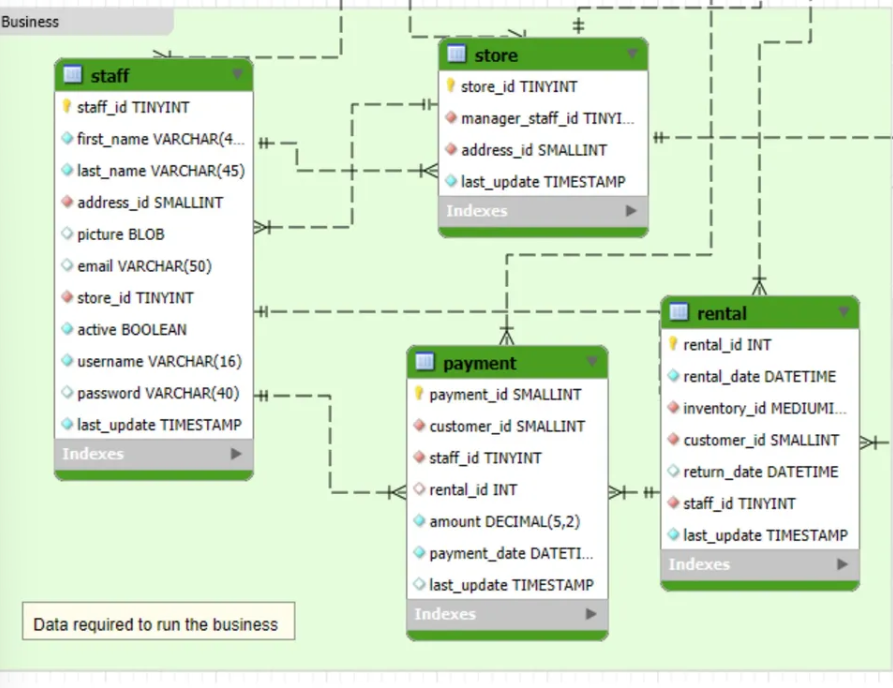 Business
staff
staff_id TINYINT
first_name VARCHAR(4...
last_name VARCHAR(45)
address_id SMALLINT
picture BLOB
email VARCHAR(50)
store_id TINYINT
active BOOLEAN
username VARCHAR(16)
password VARCHAR(40)
last_update TIMESTAMP
Indexes
store
store_id TINYINT
manager_staff_id TINYI...
address_id SMALLINT
last_update TIMESTAMP
Indexes
payment
payment_id SMALLINT
customer_id SMALLINT
staff_id TINYINT
rental_id INT
amount DECIMAL(5,2)
payment_date DATETI...
last_update TIMESTAMP
Indexes
rental
rental_id INT
rental_date DATETIME
inventory_id MEDIUMI...
customer_id SMALLINT
return_date DATETIME
staff_id TINYINT
last_update TIMESTAMP
Indexes
Data required to run the business